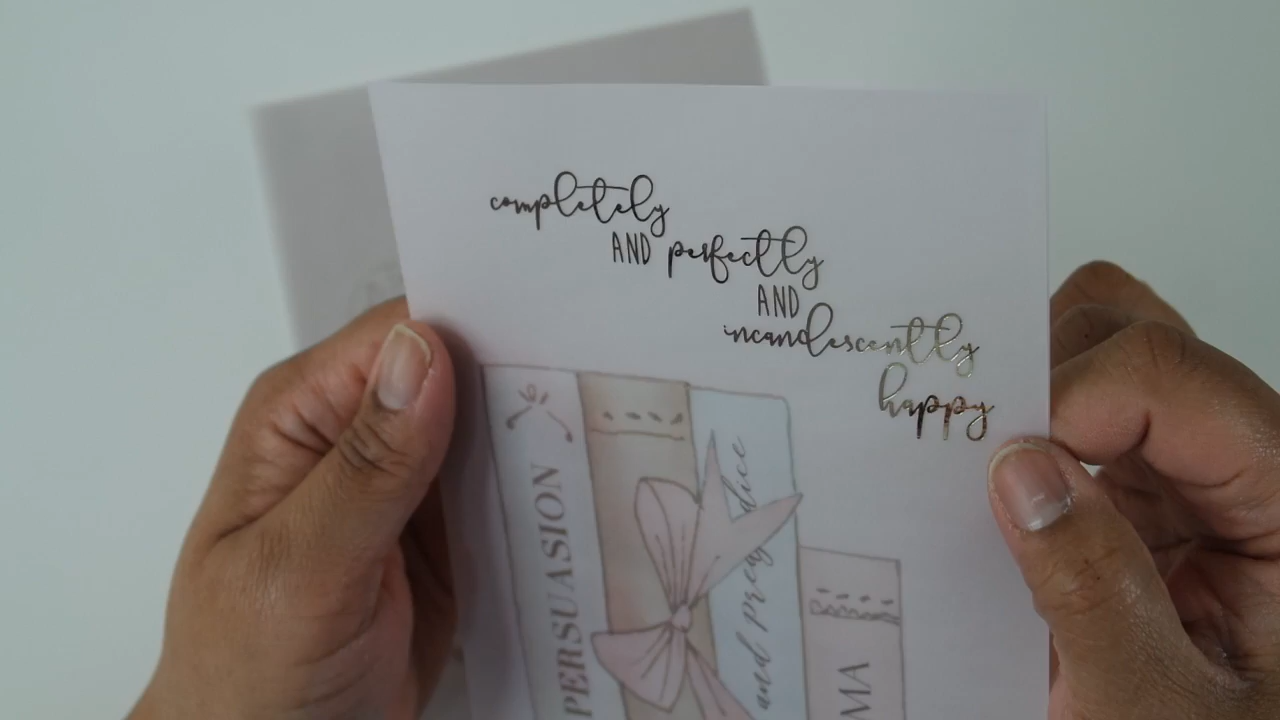 completely
AND perfectly
AND
incandescently
happy
PERSUASION
and Prejudice
MA